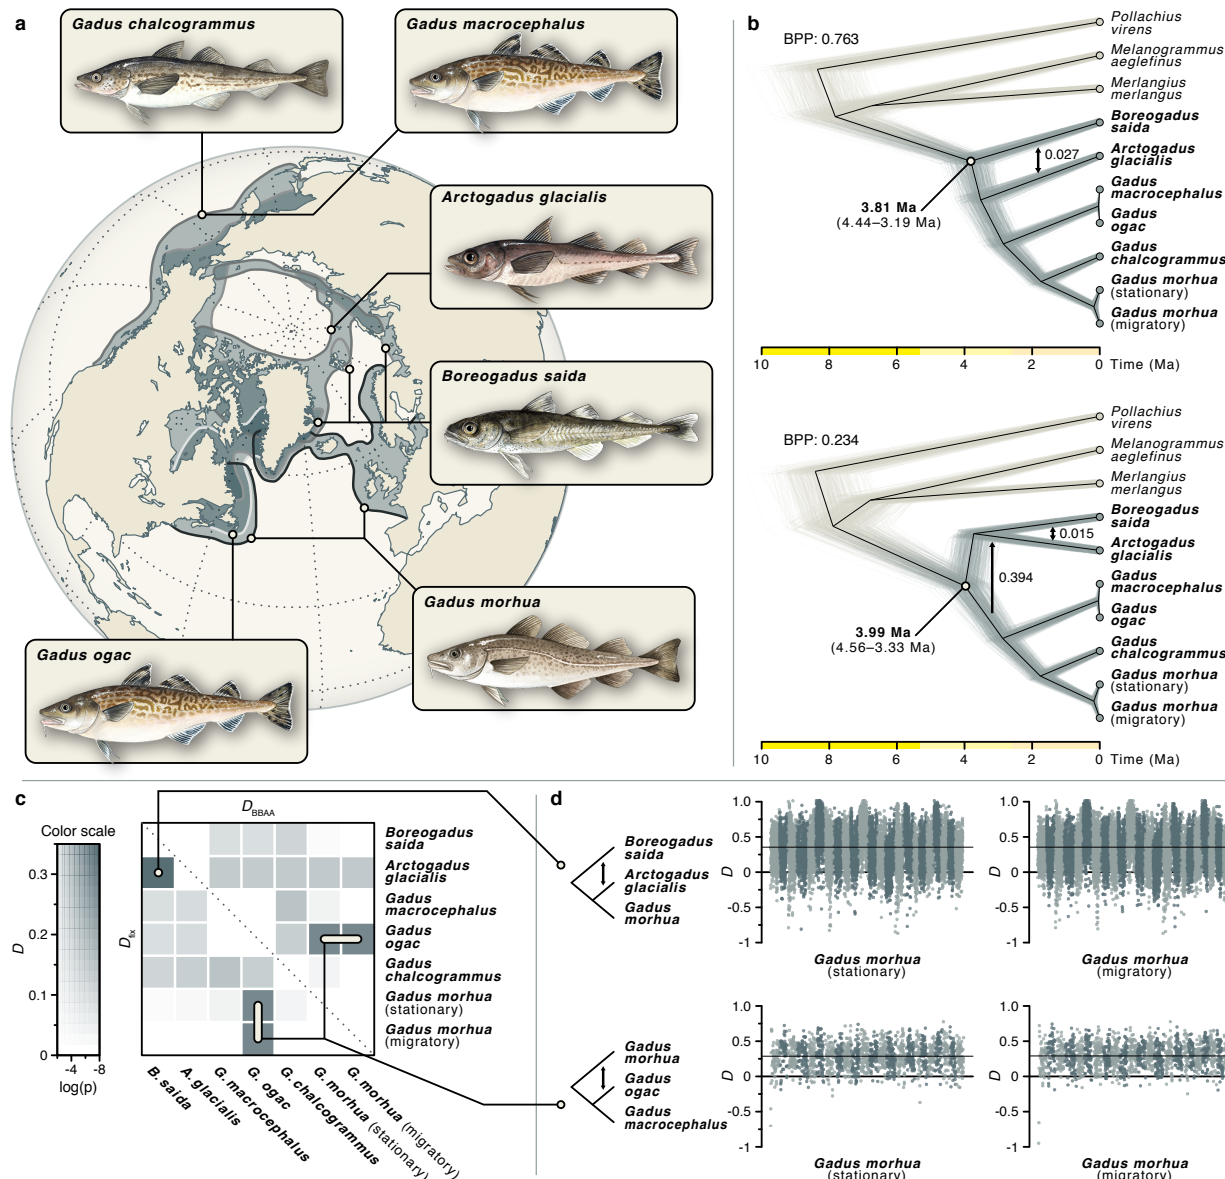 a
Gadus chalcogrammus
Gadus macrocephalus
Arctogadus glacialis
Boreogadus saida
Gadus morhua
Gadus ogac
b
BPP: 0.763
Pollachius
virens
Melanogrammus
aeglefinus
Merlangius
merlangus
Boreogadus
saida
Arctogadus
glacialis
Gadus
macrocephalus
Gadus
ogac
Gadus
chalcogrammus
Gadus morhua
(stationary)
Gadus morhua
(migratory)
0.027
3.81 Ma
(4.44–3.19 Ma)
10 8 6 4 2 0 Time (Ma)
BPP: 0.234
Pollachius
virens
Melanogrammus
aeglefinus
Merlangius
merlangus
Boreogadus
saida
Arctogadus
glacialis
Gadus
macrocephalus
Gadus
ogac
Gadus
chalcogrammus
Gadus morhua
(stationary)
Gadus morhua
(migratory)
0.015
0.394
3.99 Ma
(4.56–3.33 Ma)
10 8 6 4 2 0 Time (Ma)
c
Color scale
D
0.3
0.2
0.1
0
-4 -8
log(p)
DBBAA
Dfix
Boreogadus
saida
Arctogadus
glacialis
Gadus
macrocephalus
Gadus
ogac
Gadus
chalcogrammus
Gadus morhua
(stationary)
Gadus morhua
(migratory)
B. saida
A. glacialis
G. macrocephalus
G. ogac
G. chalcogrammus
G. morhua (stationary)
G. morhua (migratory)
d
Boreogadus
saida
Arctogadus
glacialis
Gadus
morhua
D
1.0
0.5
0
-0.5
-1
Gadus morhua
(stationary)
D
1.0
0.5
0
-0.5
-1
Gadus morhua
(migratory)
Gadus
morhua
Gadus
ogac
Gadus
macrocephalus
D
1.0
0.5
0
-0.5
-1
Gadus morhua
(stationary)
D
1.0
0.5
0
-0.5
-1
Gadus morhua
(migratory)